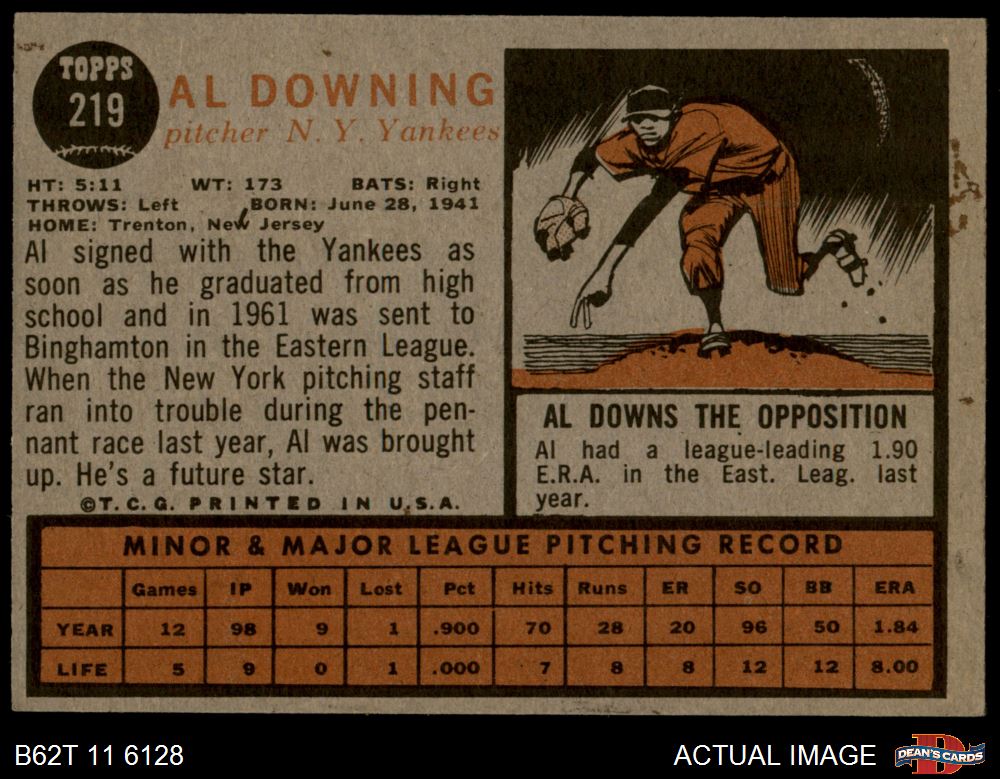 TOPPS
219
AL DOWNING
pitcher N. Y. Yankees
HT: 5:11 WT: 173 BATS: Right
THROWS: Left BORN: June 28, 1941
HOME: Trenton, New Jersey
Al signed with the Yankees as
soon as he graduated from high
school and in 1961 was sent to
Binghamton in the Eastern League.
When the New York pitching staff
ran into trouble during the pen-
nant race last year, Al was brought
up. He's a future star.
©T. C. G. PRINTED IN U.S.A.
AL DOWNS THE OPPOSITION
Al had a league-leading 1.90
E.R.A. in the East. Leag. last
year.
MINOR & MAJOR LEAGUE PITCHING RECORD
Games IP Won Lost Pct Hits Runs ER SO BB ERA
YEAR 12 98 9 1 .900 70 28 20 96 50 1.84
LIFE 5 9 0 1 .000 7 8 8 12 12 8.00
B62T 11 6128
ACTUAL IMAGE
DEAN'S CARDS